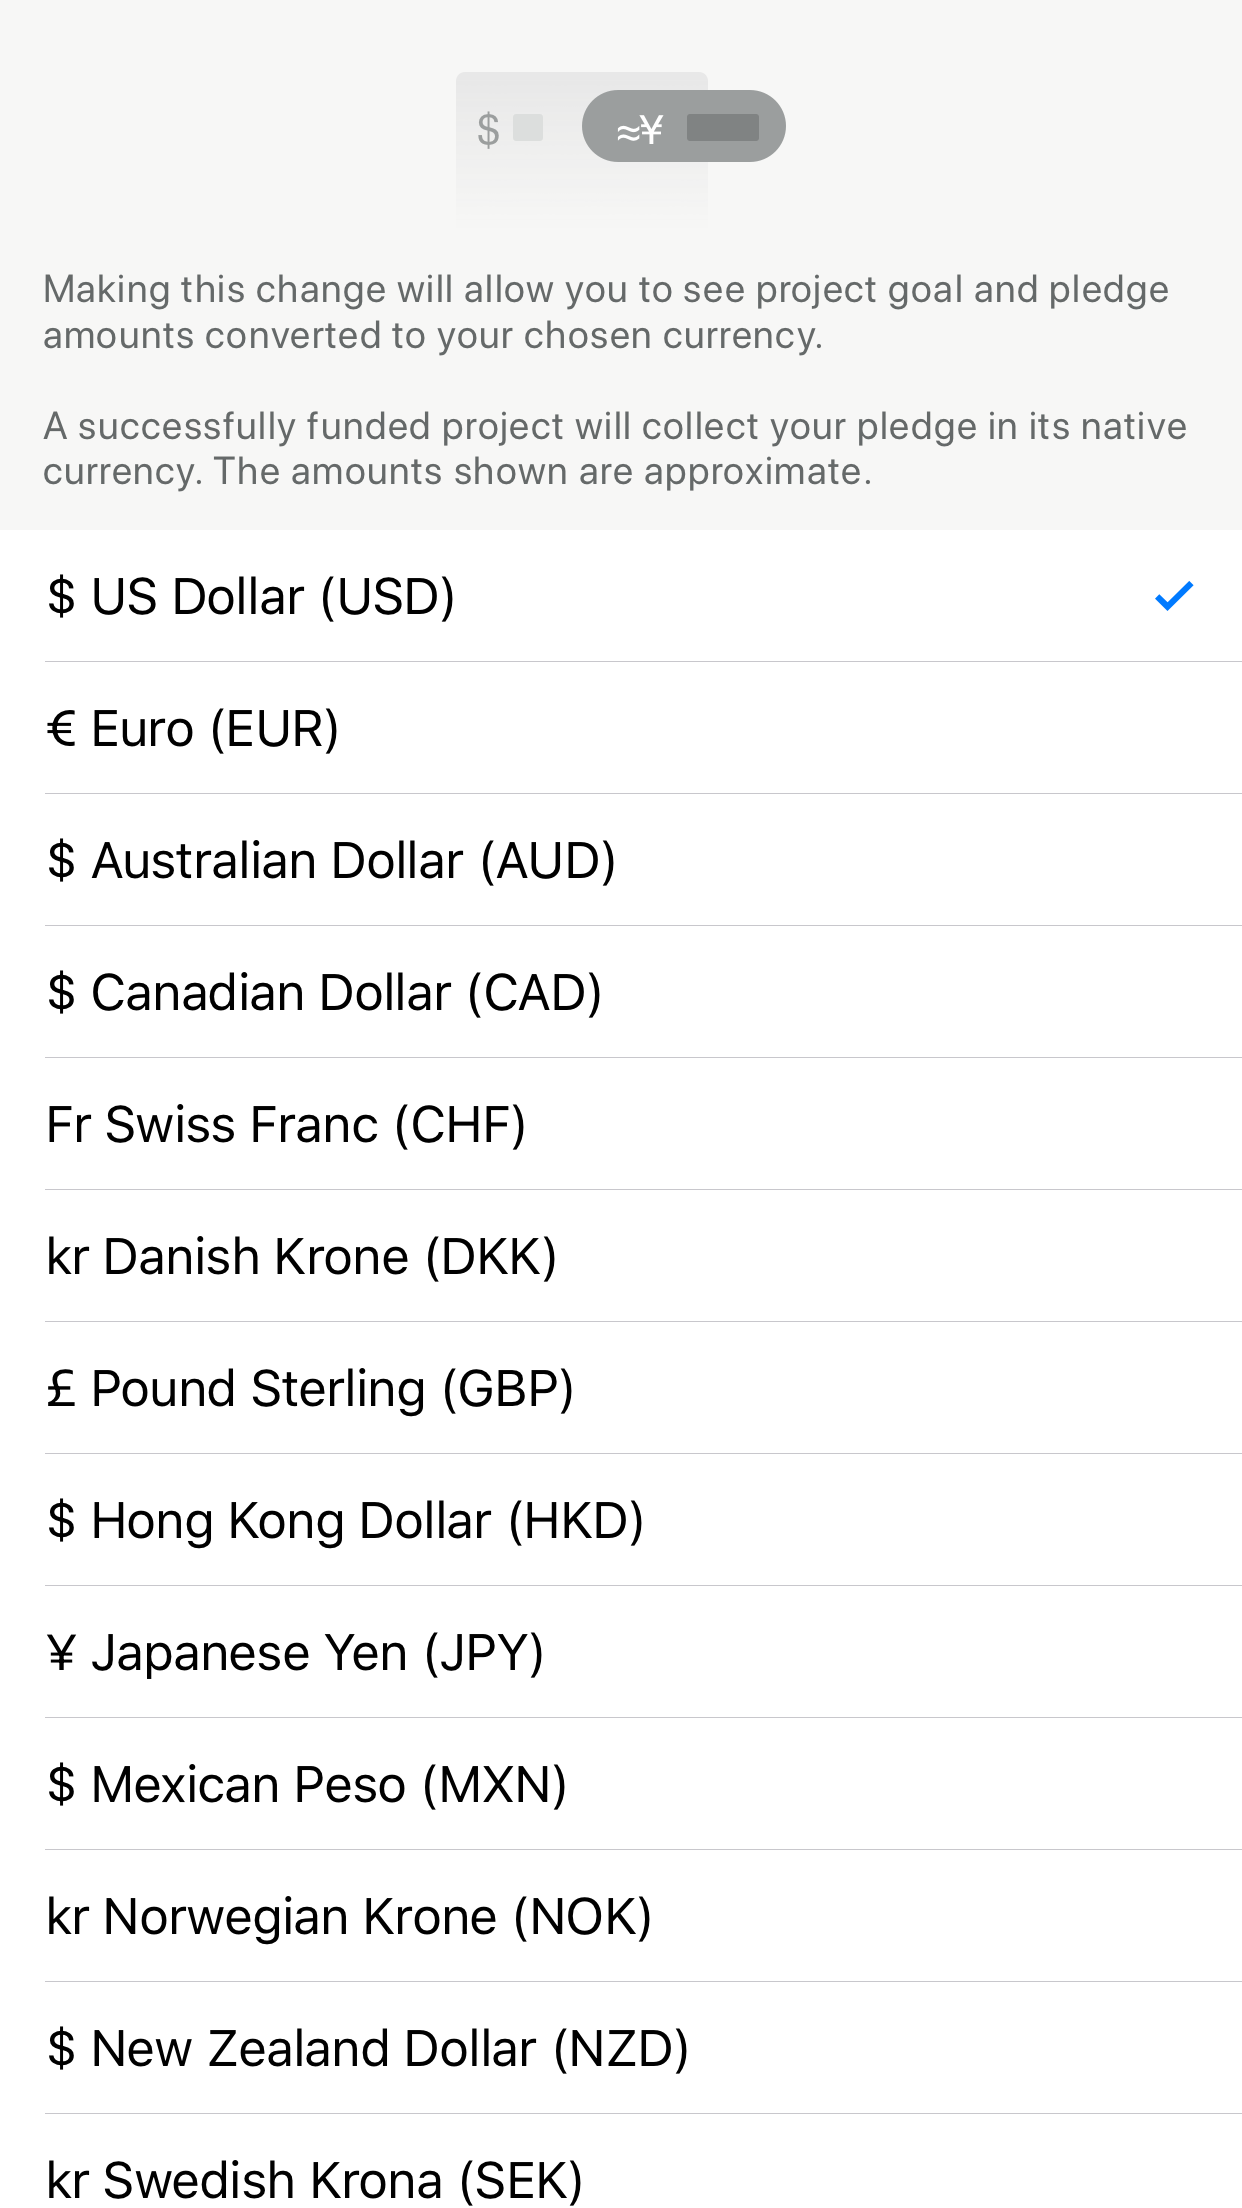 $ ≈¥
Making this change will allow you to see project goal and pledge
amounts converted to your chosen currency.
A successfully funded project will collect your pledge in its native
currency. The amounts shown are approximate.
$ US Dollar (USD)
€ Euro (EUR)
$ Australian Dollar (AUD)
$ Canadian Dollar (CAD)
Fr Swiss Franc (CHF)
kr Danish Krone (DKK)
£ Pound Sterling (GBP)
$ Hong Kong Dollar (HKD)
¥ Japanese Yen (JPY)
$ Mexican Peso (MXN)
kr Norwegian Krone (NOK)
$ New Zealand Dollar (NZD)
kr Swedish Krona (SEK)